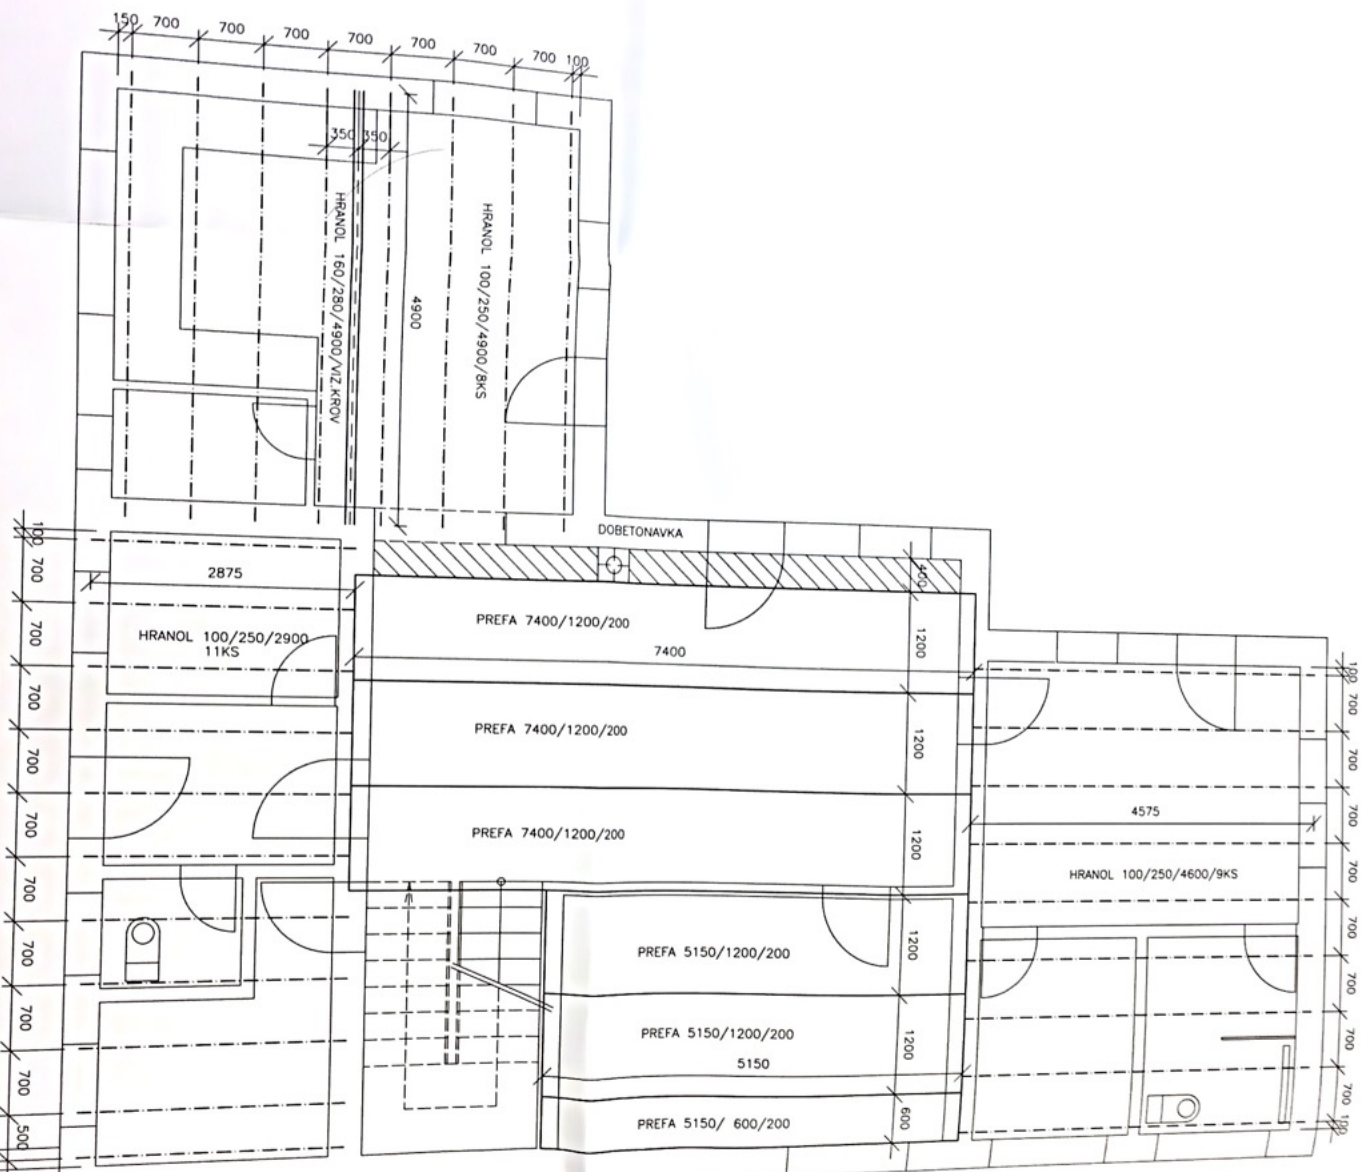 150 700 700 700 700 700 700 700 100
350 350
HRANOL 160/280/4900/VIZ.KROV
4900
HRANOL 100/250/4900/8KS
DOBETONAVKA
400
100
700
700
700
700
700
700
700
700
700
500
2875
HRANOL 100/250/2900
11KS
PREFA 7400/1200/200
7400
1200
PREFA 7400/1200/200
1200
PREFA 7400/1200/200
1200
PREFA 5150/1200/200
1200
PREFA 5150/1200/200
1200
5150
PREFA 5150/ 600/200
600
4575
HRANOL 100/250/4600/9KS
100
700
700
700
700
700
700
700
700
100